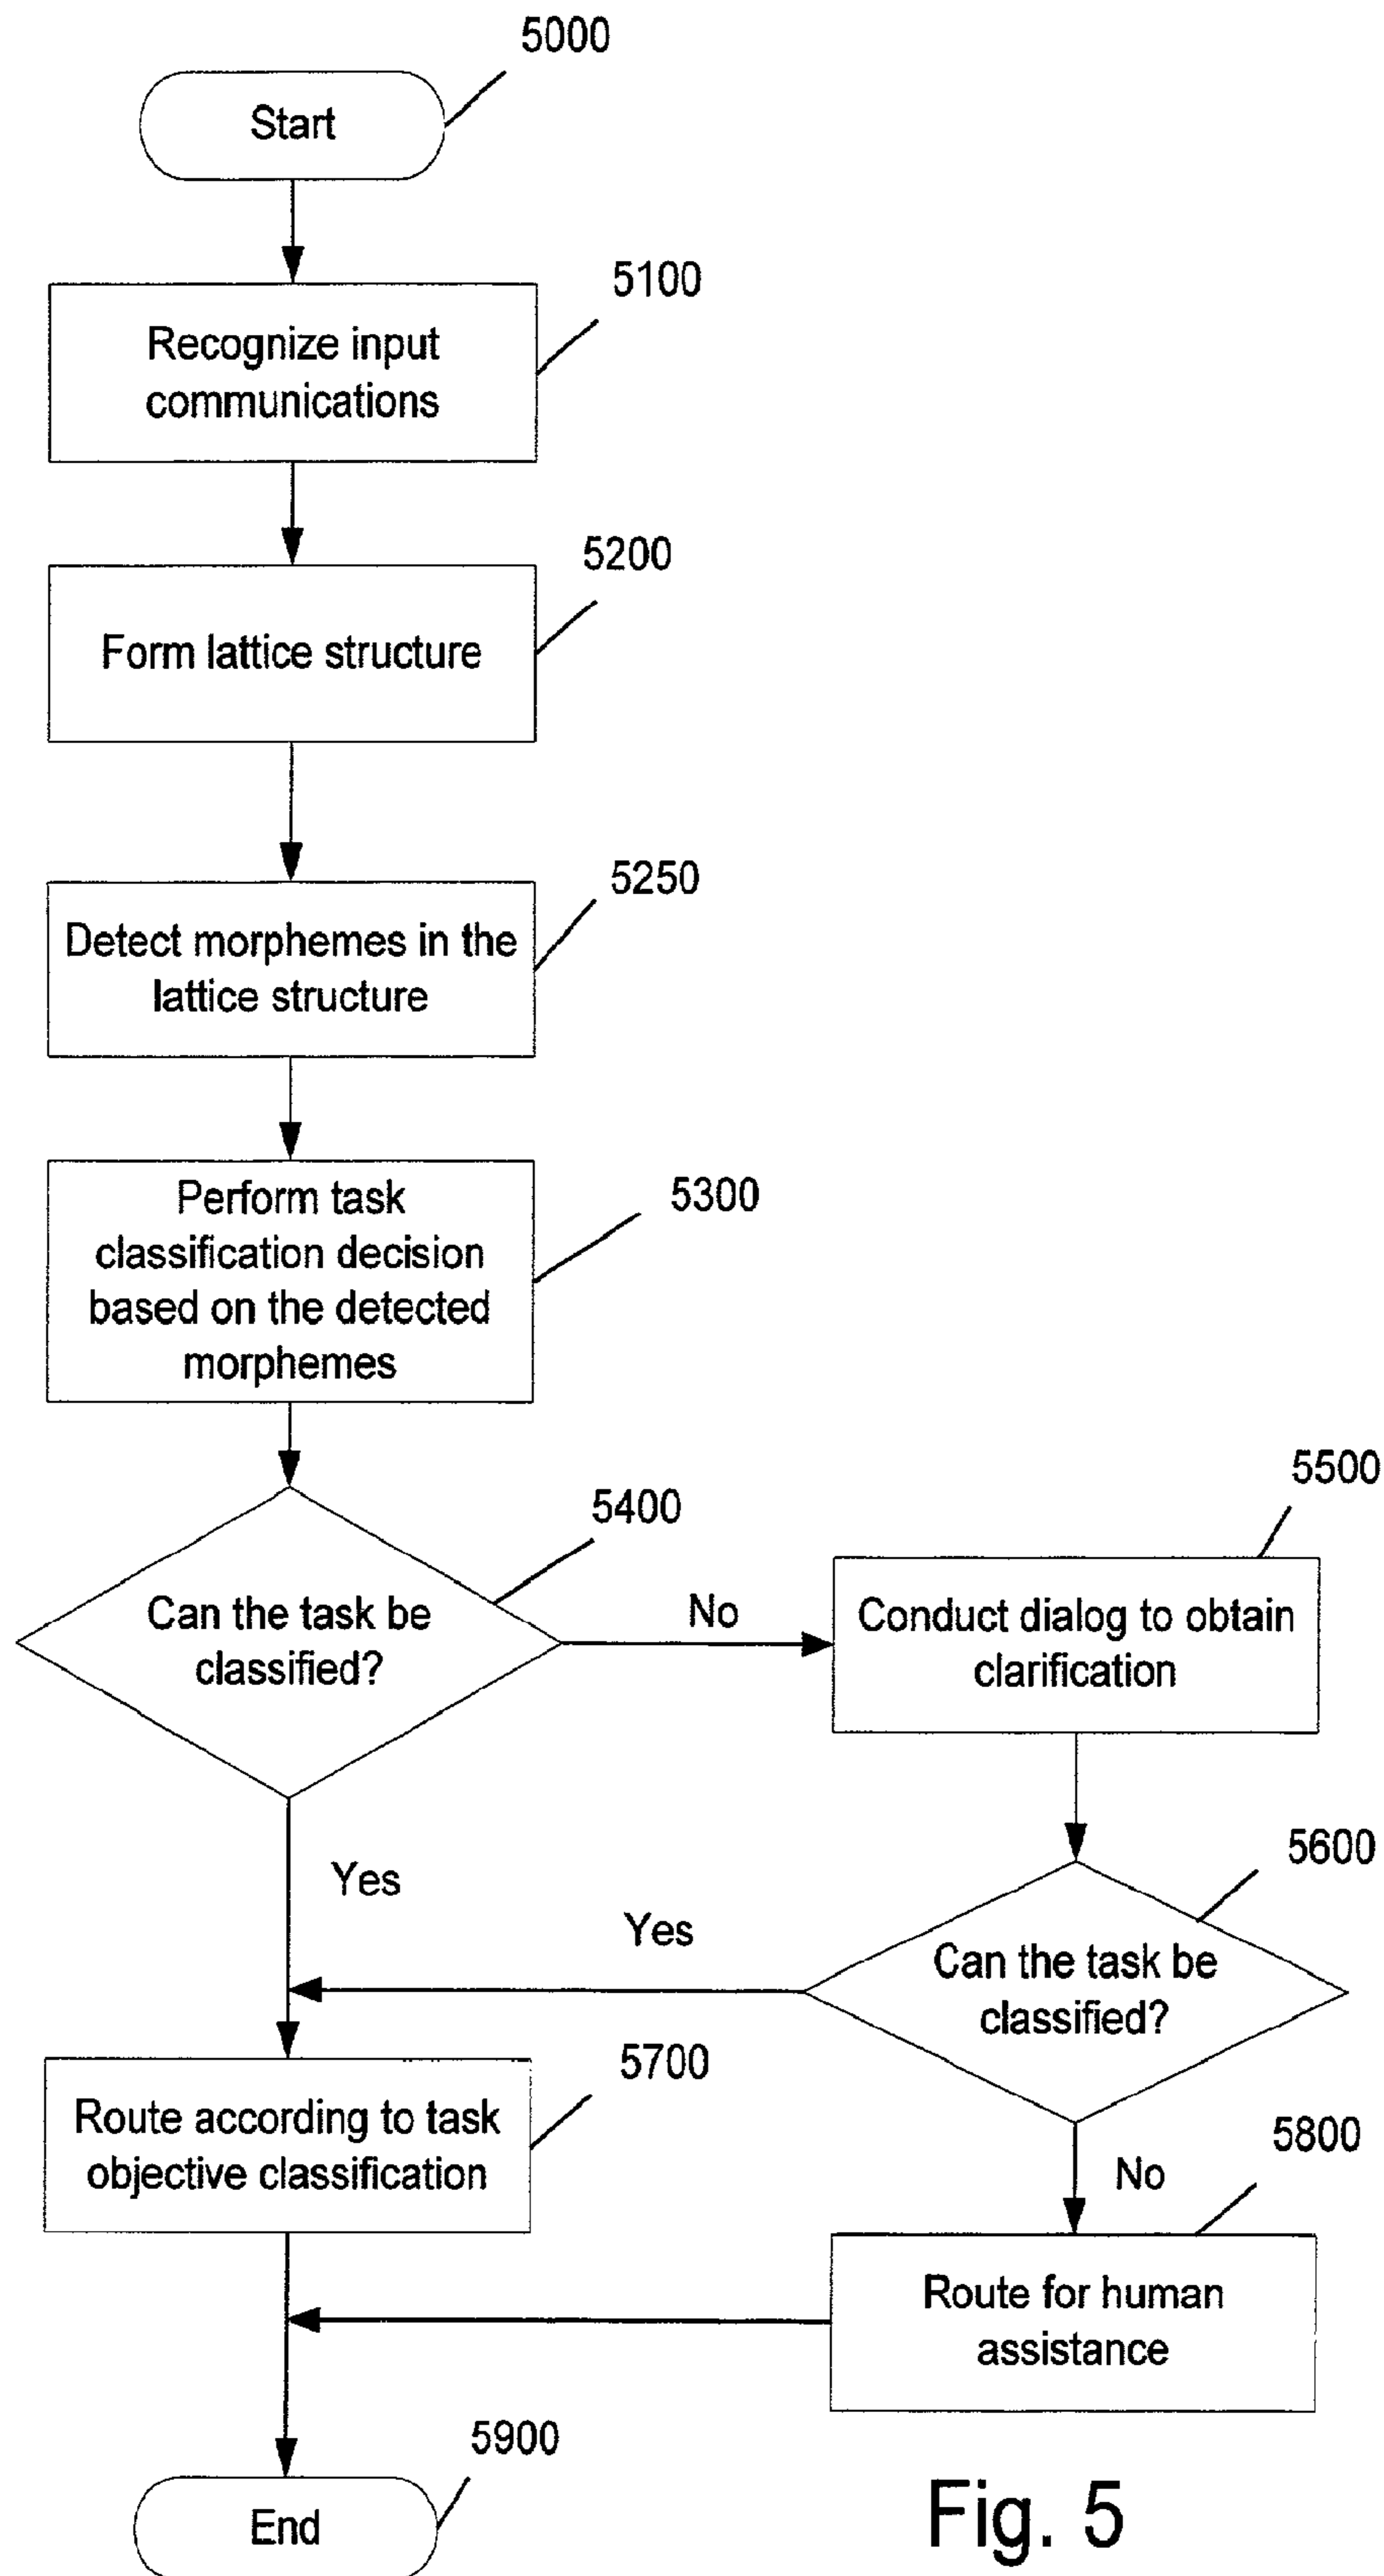 5000
Start
5100
Recognize input
communications
5200
Form lattice structure
5250
Detect morphemes in the
lattice structure
5300
Perform task
classification decision
based on the detected
morphemes
5400
Can the task be
classified?
No
5500
Conduct dialog to obtain
clarification
Yes
5600
Can the task be
classified?
Yes
5700
Route according to task
objective classification
No
5800
Route for human
assistance
5900
End
Fig. 5